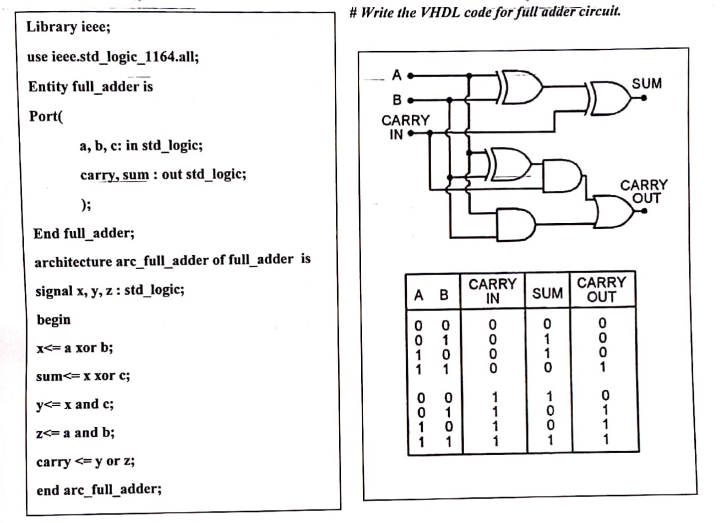 # Write the VHDL code for full adder circuit.
Library ieee;
use ieee.std_logic_1164.all;
Entity full_adder is
Port(
a, b, c: in std_logic;
carry, sum : out std_logic;
);
End full_adder;
architecture arc_full_adder of full_adder is
signal x, y, z : std_logic;
begin
x<= a xor b;
sum<= x xor c;
y<= x and c;
z<= a and b;
carry <= y or z;
end arc_full_adder;
A
SUM
B
CARRY
IN
CARRY
OUT
A B CARRY IN SUM CARRY OUT
0 0 0 0 0
0 1 0 1 0
1 0 0 1 0
1 1 0 0 1
0 0 1 1 0
0 1 1 0 1
1 0 1 0 1
1 1 1 1 1